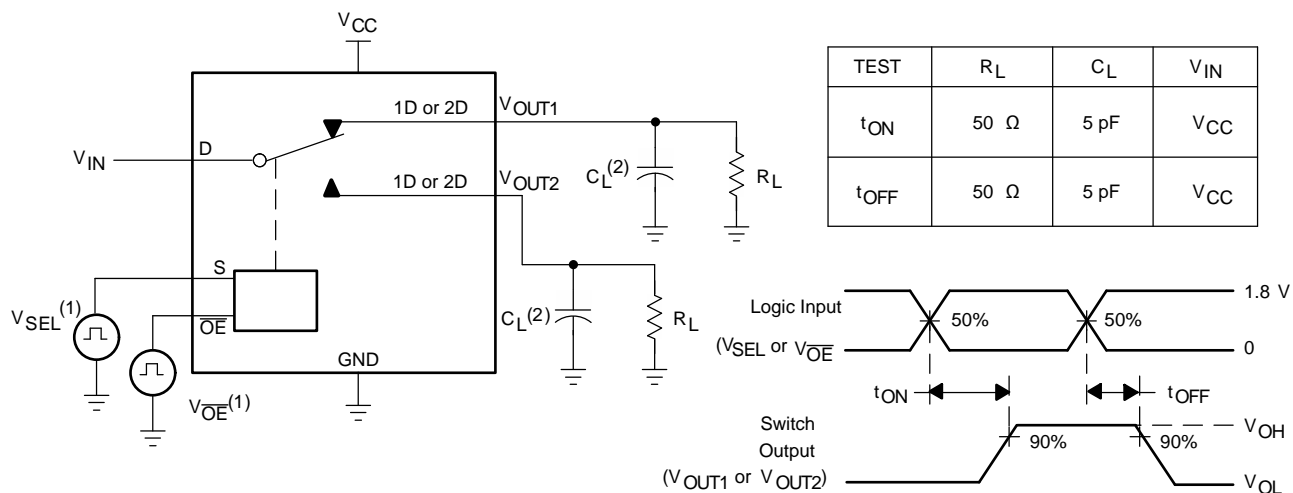 VCC
1D or 2D VOUT1
VIN D
1D or 2D VOUT2
CL(2) RL
S
VSEL(1)
OE
CL(2) RL
GND
VOE(1)
TEST RL CL VIN
tON 50 Ω 5 pF VCC
tOFF 50 Ω 5 pF VCC
1.8 V
Logic Input 50% 50%
(VSEL or VOE 0
tON tOFF
Switch VOH
Output 90% 90%
(VOUT1 or VOUT2) VOL